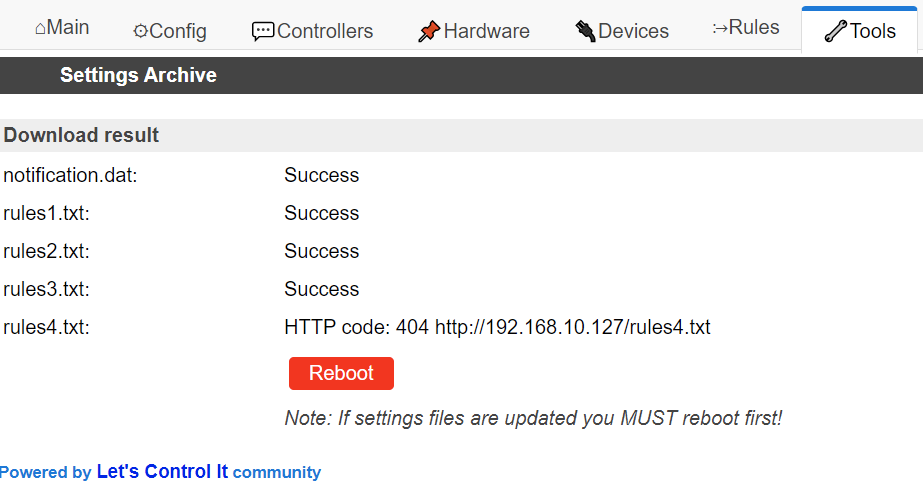 Main Config Controllers Hardware Devices Rules Tools
Settings Archive
Download result
notification.dat: Success
rules1.txt: Success
rules2.txt: Success
rules3.txt: Success
rules4.txt: HTTP code: 404 http://192.168.10.127/rules4.txt
Reboot
Note: If settings files are updated you MUST reboot first!
Powered by Let's Control It community